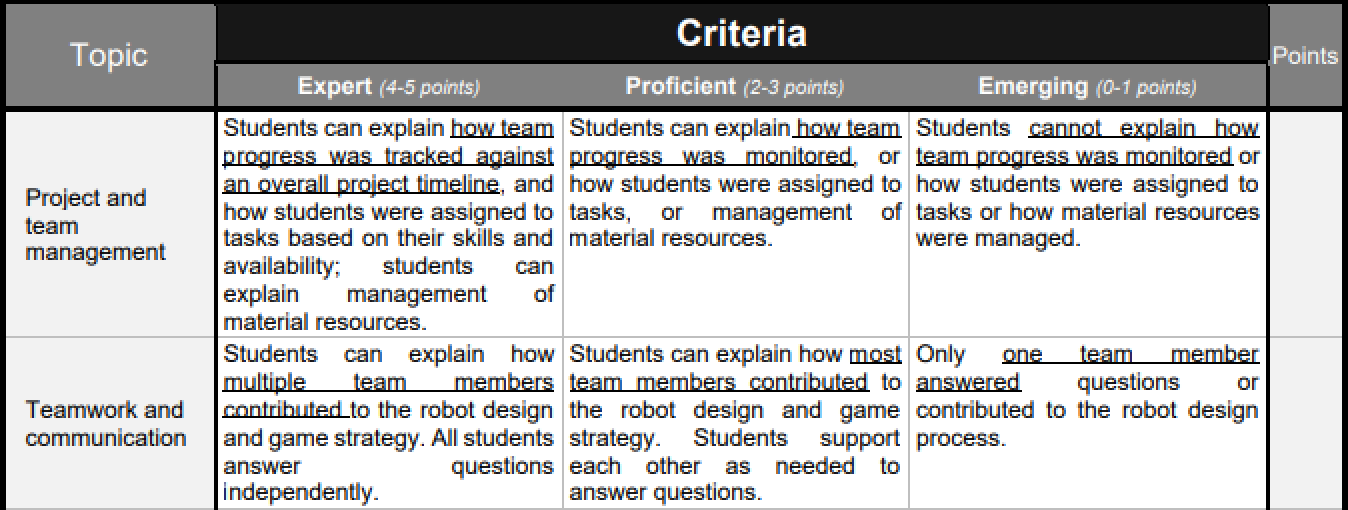 Topic
Criteria
Points
Expert (4-5 points)
Proficient (2-3 points)
Emerging (0-1 points)
Project and
team
management
Students can explain how team
progress was tracked against
an overall project timeline, and
how students were assigned to
tasks based on their skills and
availability; students can
explain management of
material resources.
Students can explain how team
progress was monitored, or
how students were assigned to
tasks, or management of
material resources.
Students cannot explain how
team progress was monitored or
how students were assigned to
tasks or how material resources
were managed.
Teamwork and
communication
Students can explain how
multiple team members
contributed to the robot design
and game strategy. All students
answer questions
independently.
Students can explain how most
team members contributed to
the robot design and game
strategy. Students support
each other as needed to
answer questions.
Only one team member
answered questions or
contributed to the robot design
process.